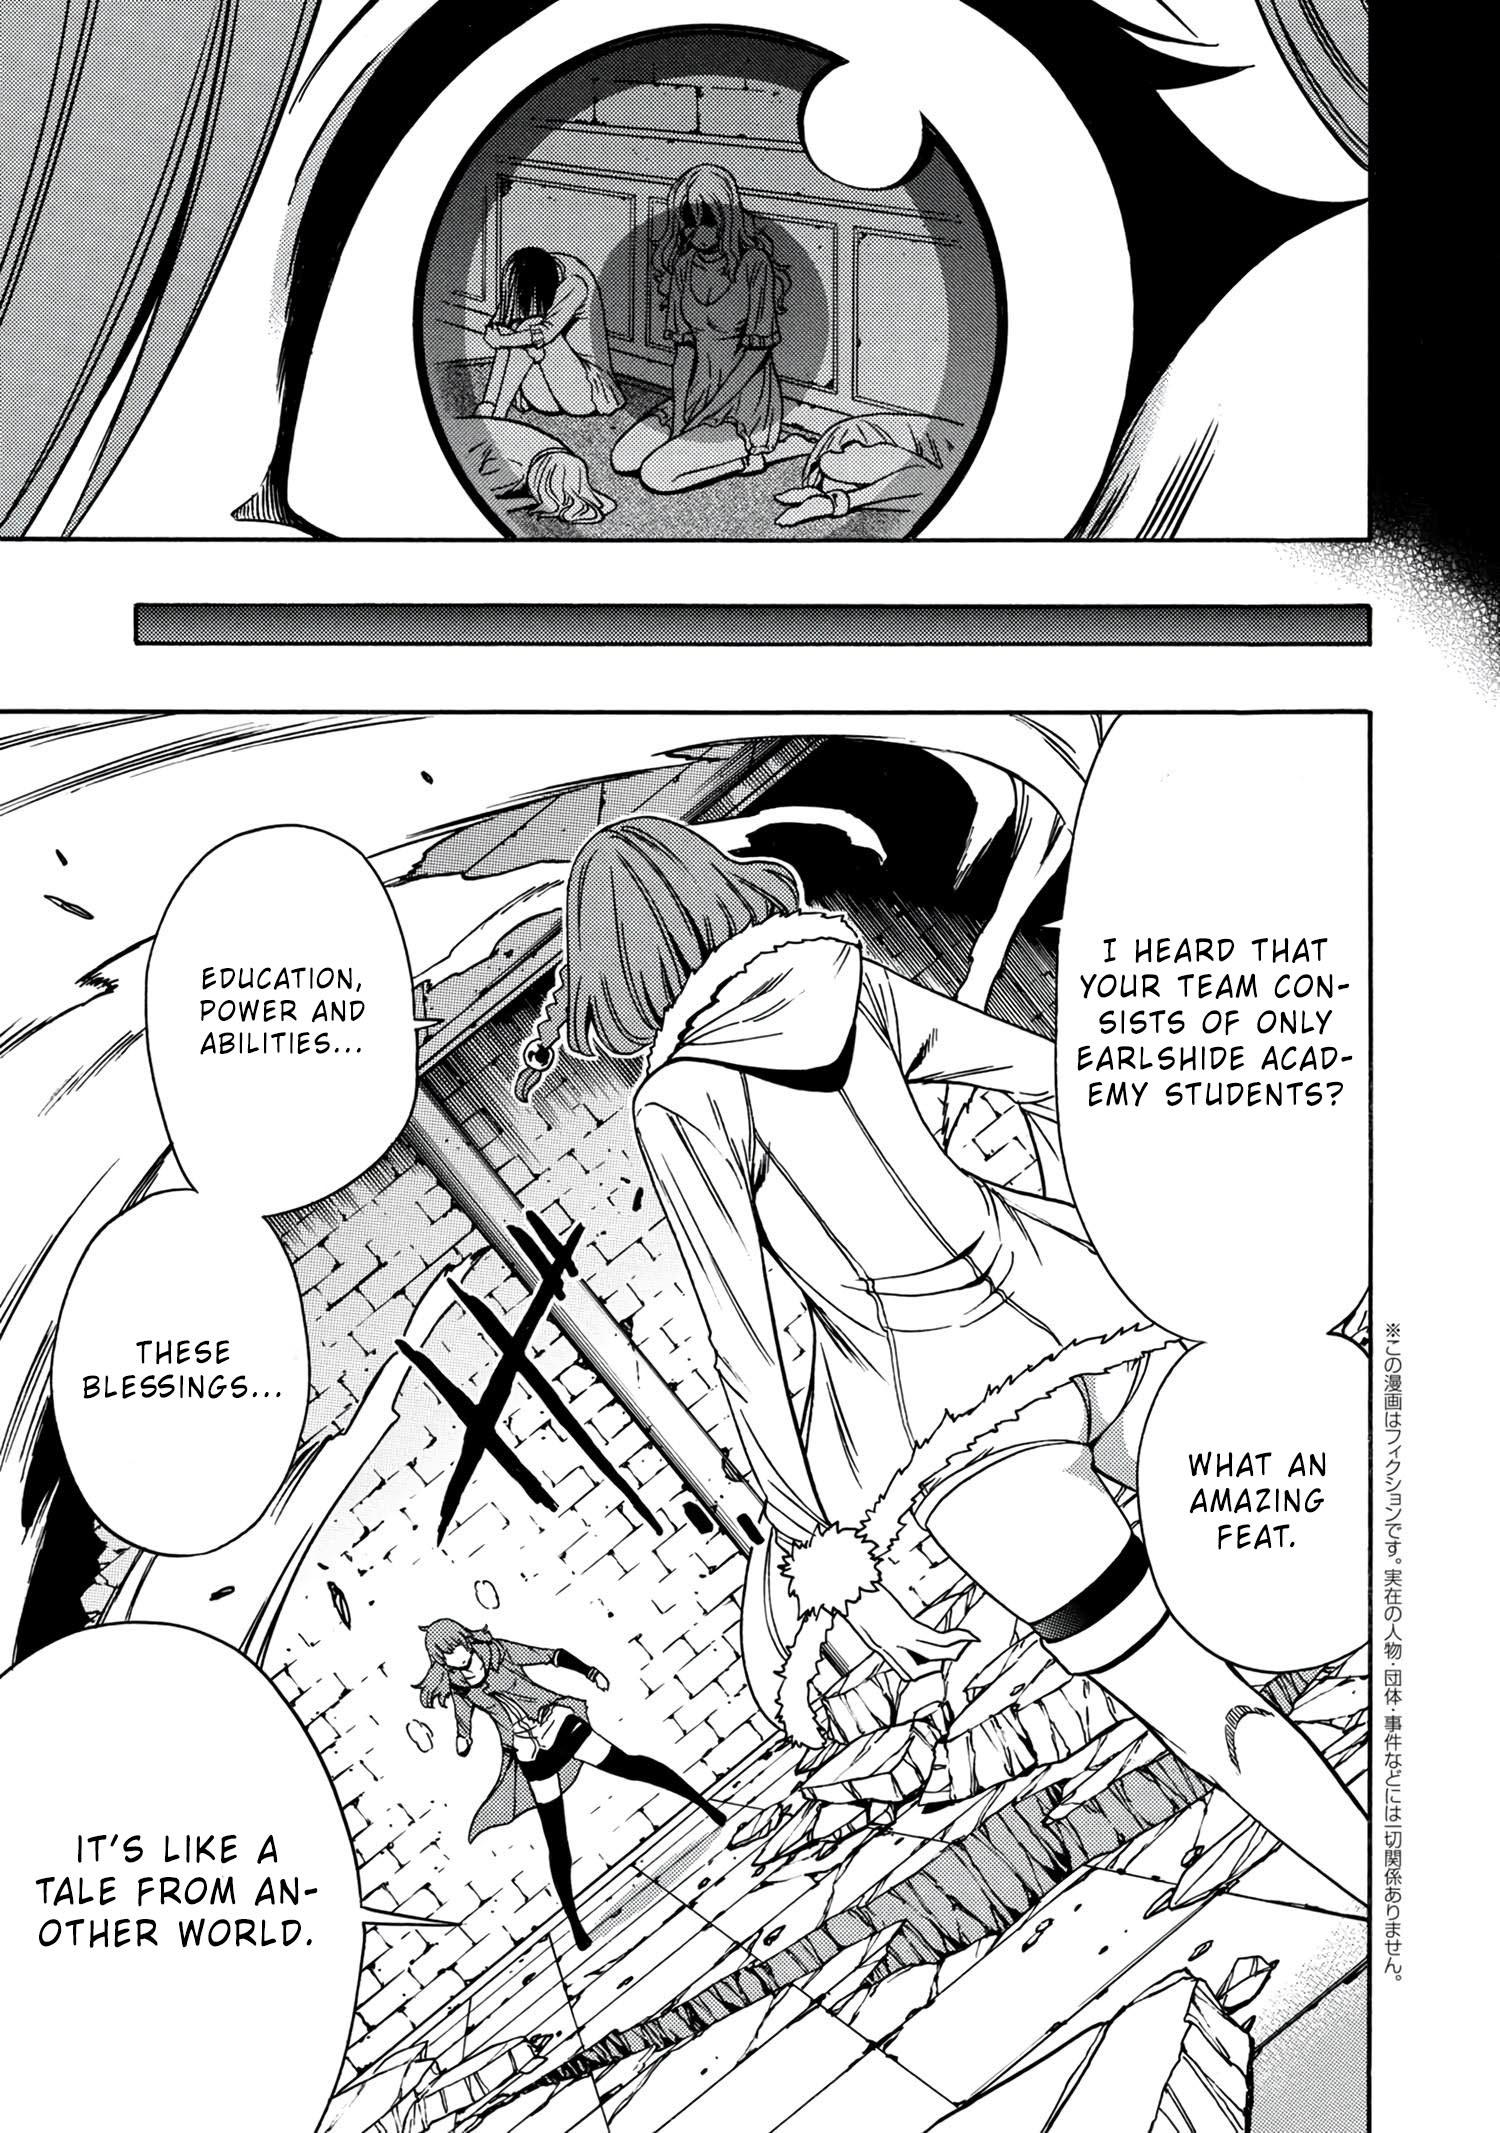 I HEARD THAT
YOUR TEAM CON-
SISTS OF ONLY
EARLSHIDE ACAD-
EMY STUDENTS?
WHAT AN
AMAZING
FEAT.
EDUCATION,
POWER AND
ABILITIES...
THESE
BLESSINGS...
IT'S LIKE A
TALE FROM AN-
OTHER WORLD.
※この漫画はフィクションです。実在の人物・団体・事件などには一切関係ありません。